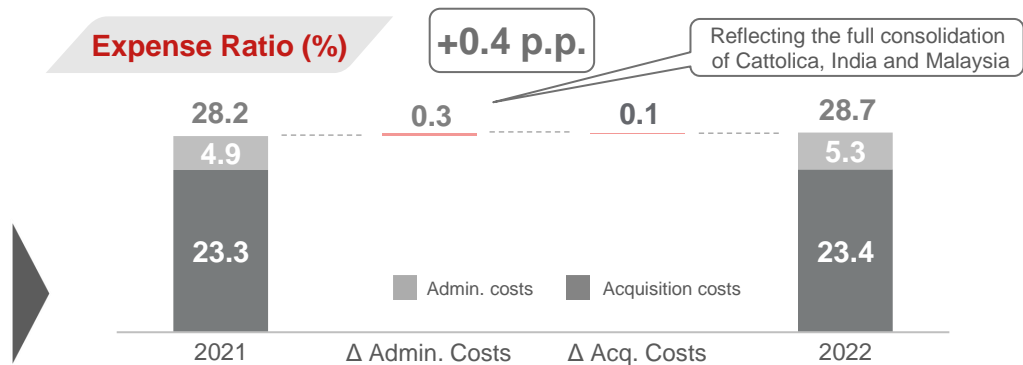 Expense Ratio (%)
+0.4 p.p.
Reflecting the full consolidation
of Cattolica, India and Malaysia
28.2
0.3
0.1
28.7
4.9
5.3
23.3
23.4
Admin. costs
Acquisition costs
2021
Δ Admin. Costs
Δ Acq. Costs
2022